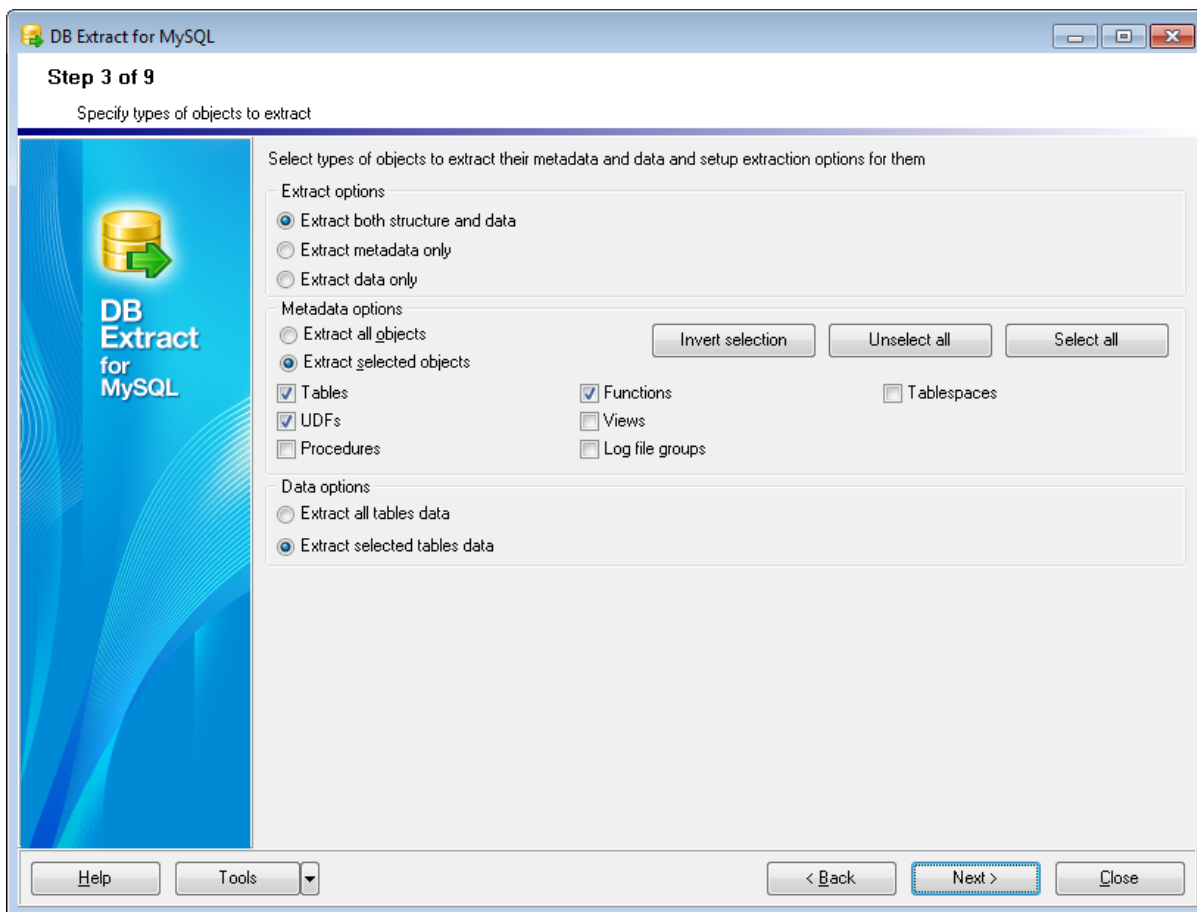 DB Extract for MySQL
Step 3 of 9
Specify types of objects to extract
DB
Extract
for
MySQL
Select types of objects to extract their metadata and data and setup extraction options for them
Extract options
Extract both structure and data
Extract metadata only
Extract data only
Metadata options
Extract all objects
Extract selected objects
Invert selection Unselect all Select all
Tables Functions Tablespaces
UDFs Views
Procedures Log file groups
Data options
Extract all tables data
Extract selected tables data
Help Tools < Back Next > Close